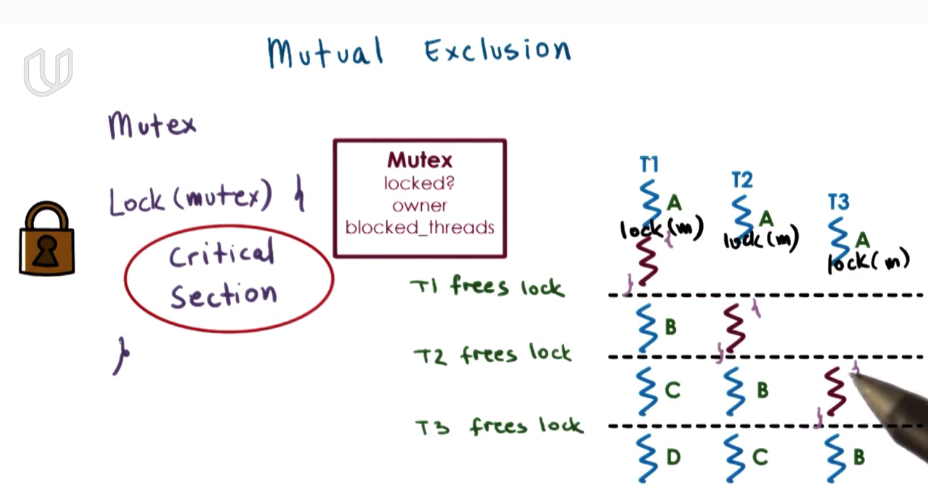 Mutual Exclusion
Mutex
Lock (mutex) {
Critical
Section
}
Mutex
locked?
owner
blocked_threads
T1
A
lock(m)
{
T2
A
lock(m)
T3
A
lock(m)
T1 frees lock
}
B
{
T2 frees lock
}
C
B
{
T3 frees lock
}
D
C
B